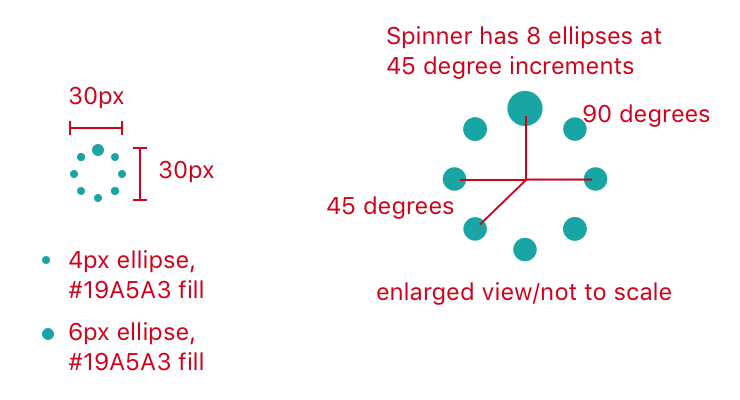 Spinner has 8 ellipses at
45 degree increments
30px
90 degrees
30px
45 degrees
4px ellipse,
#19A5A3 fill
enlarged view/not to scale
6px ellipse,
#19A5A3 fill